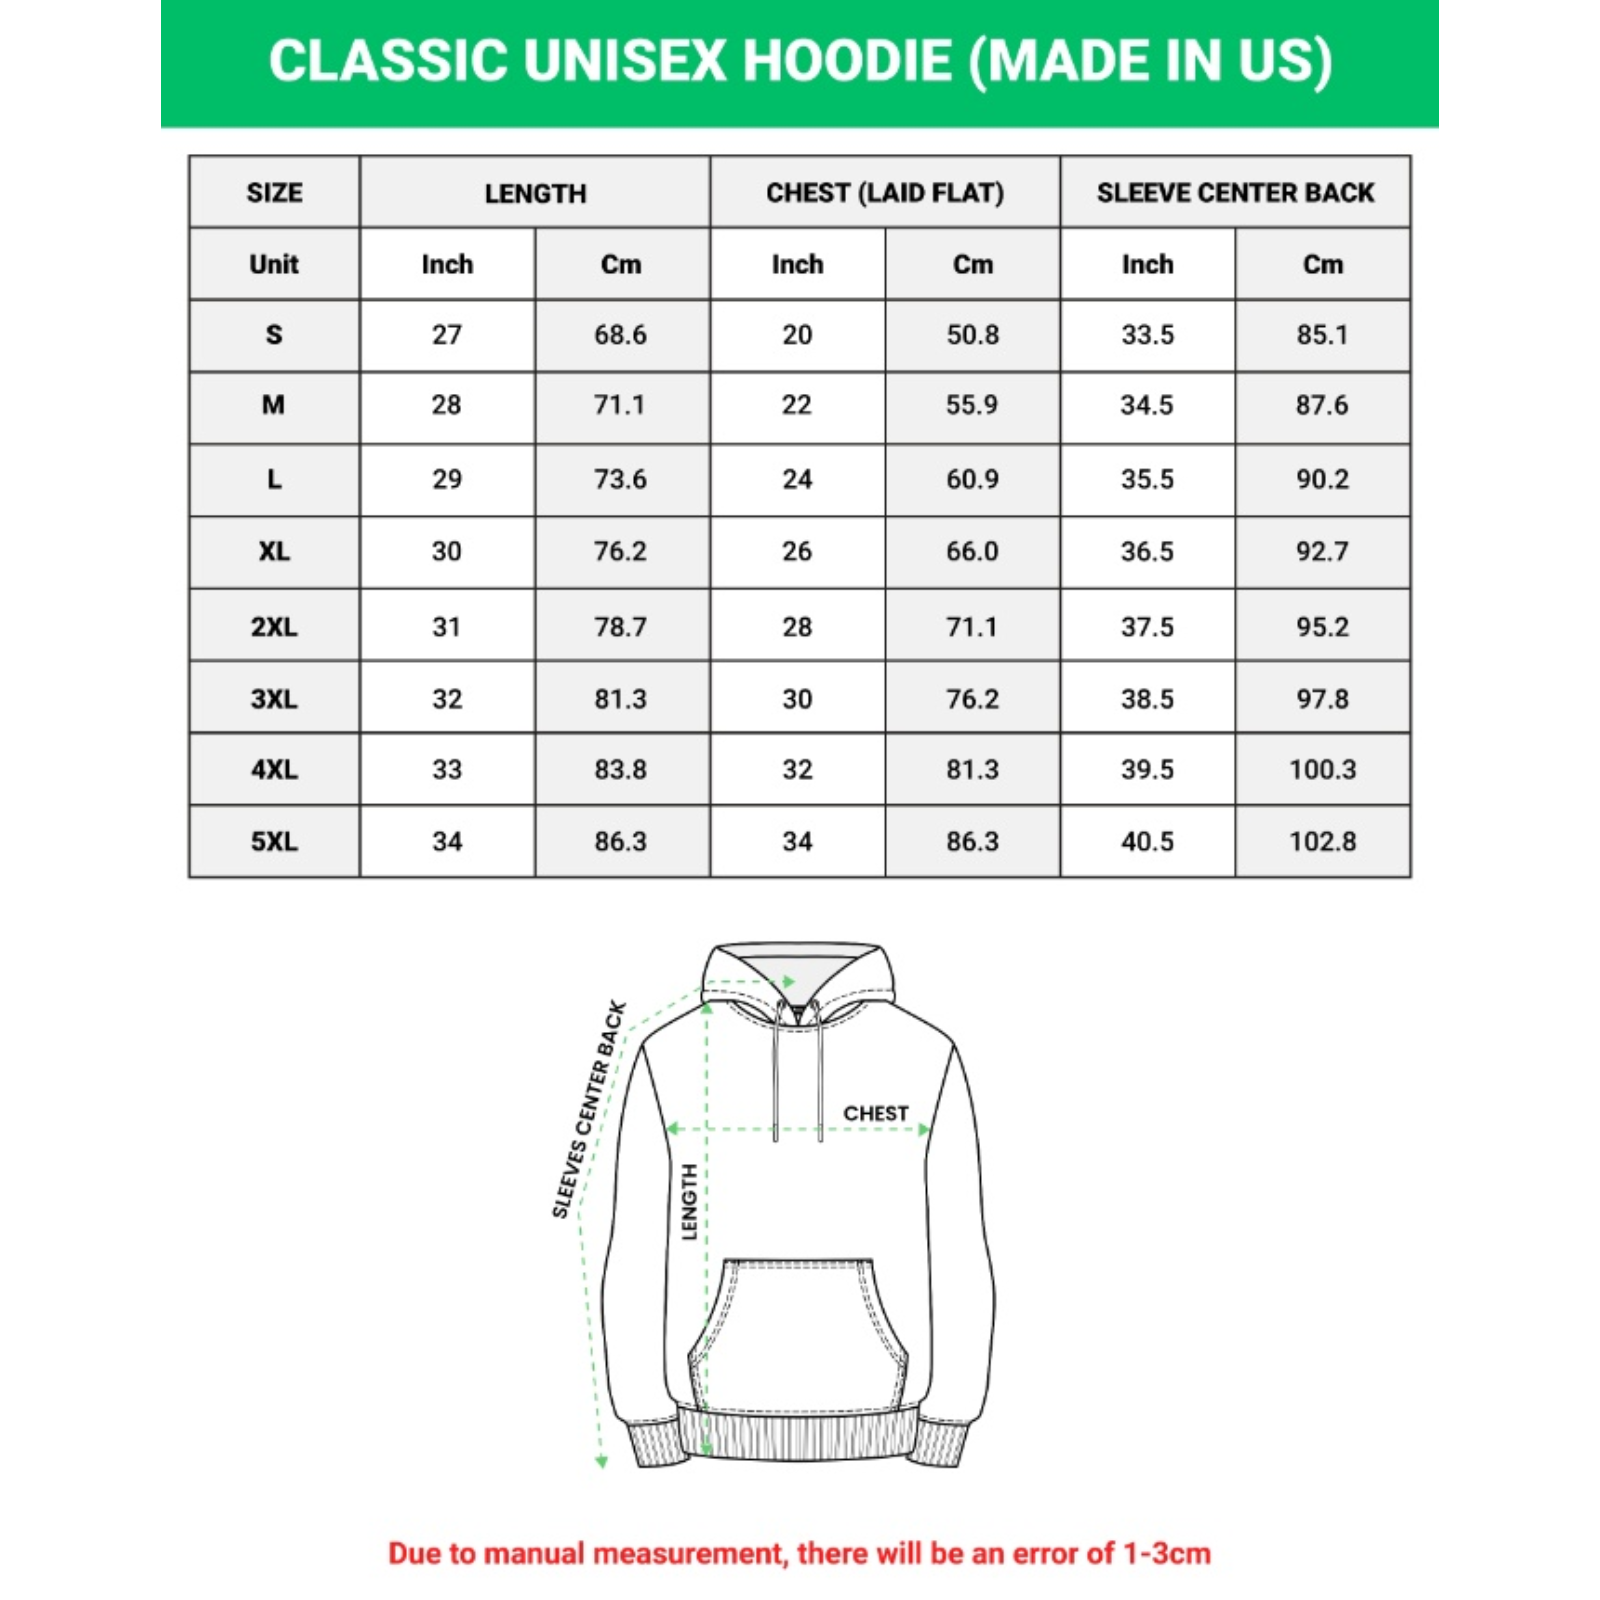 CLASSIC UNISEX HOODIE (MADE IN US)
SIZE LENGTH CHEST (LAID FLAT) SLEEVE CENTER BACK
Unit Inch Cm Inch Cm Inch Cm
S 27 68.6 20 50.8 33.5 85.1
M 28 71.1 22 55.9 34.5 87.6
L 29 73.6 24 60.9 35.5 90.2
XL 30 76.2 26 66.0 36.5 92.7
2XL 31 78.7 28 71.1 37.5 95.2
3XL 32 81.3 30 76.2 38.5 97.8
4XL 33 83.8 32 81.3 39.5 100.3
5XL 34 86.3 34 86.3 40.5 102.8
SLEEVES CENTER BACK
CHEST
LENGTH
Due to manual measurement, there will be an error of 1-3cm